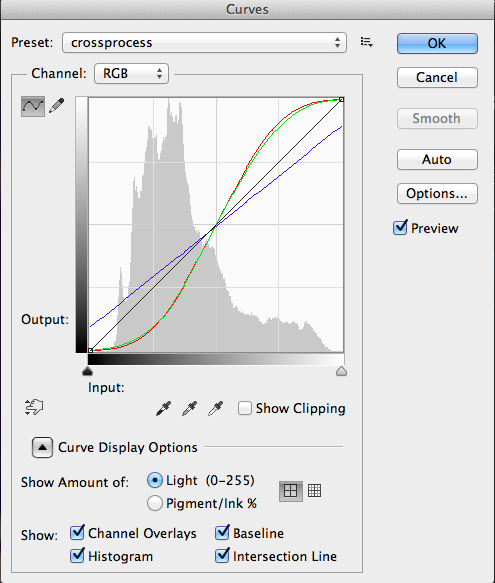 Curves
Preset: crossprocess
OK
Channel: RGB
Cancel
Smooth
Auto
Options...
Preview
Output:
Input:
Show Clipping
Curve Display Options
Show Amount of: Light (0-255)
Pigment/Ink %
Show: Channel Overlays Baseline
Histogram Intersection Line